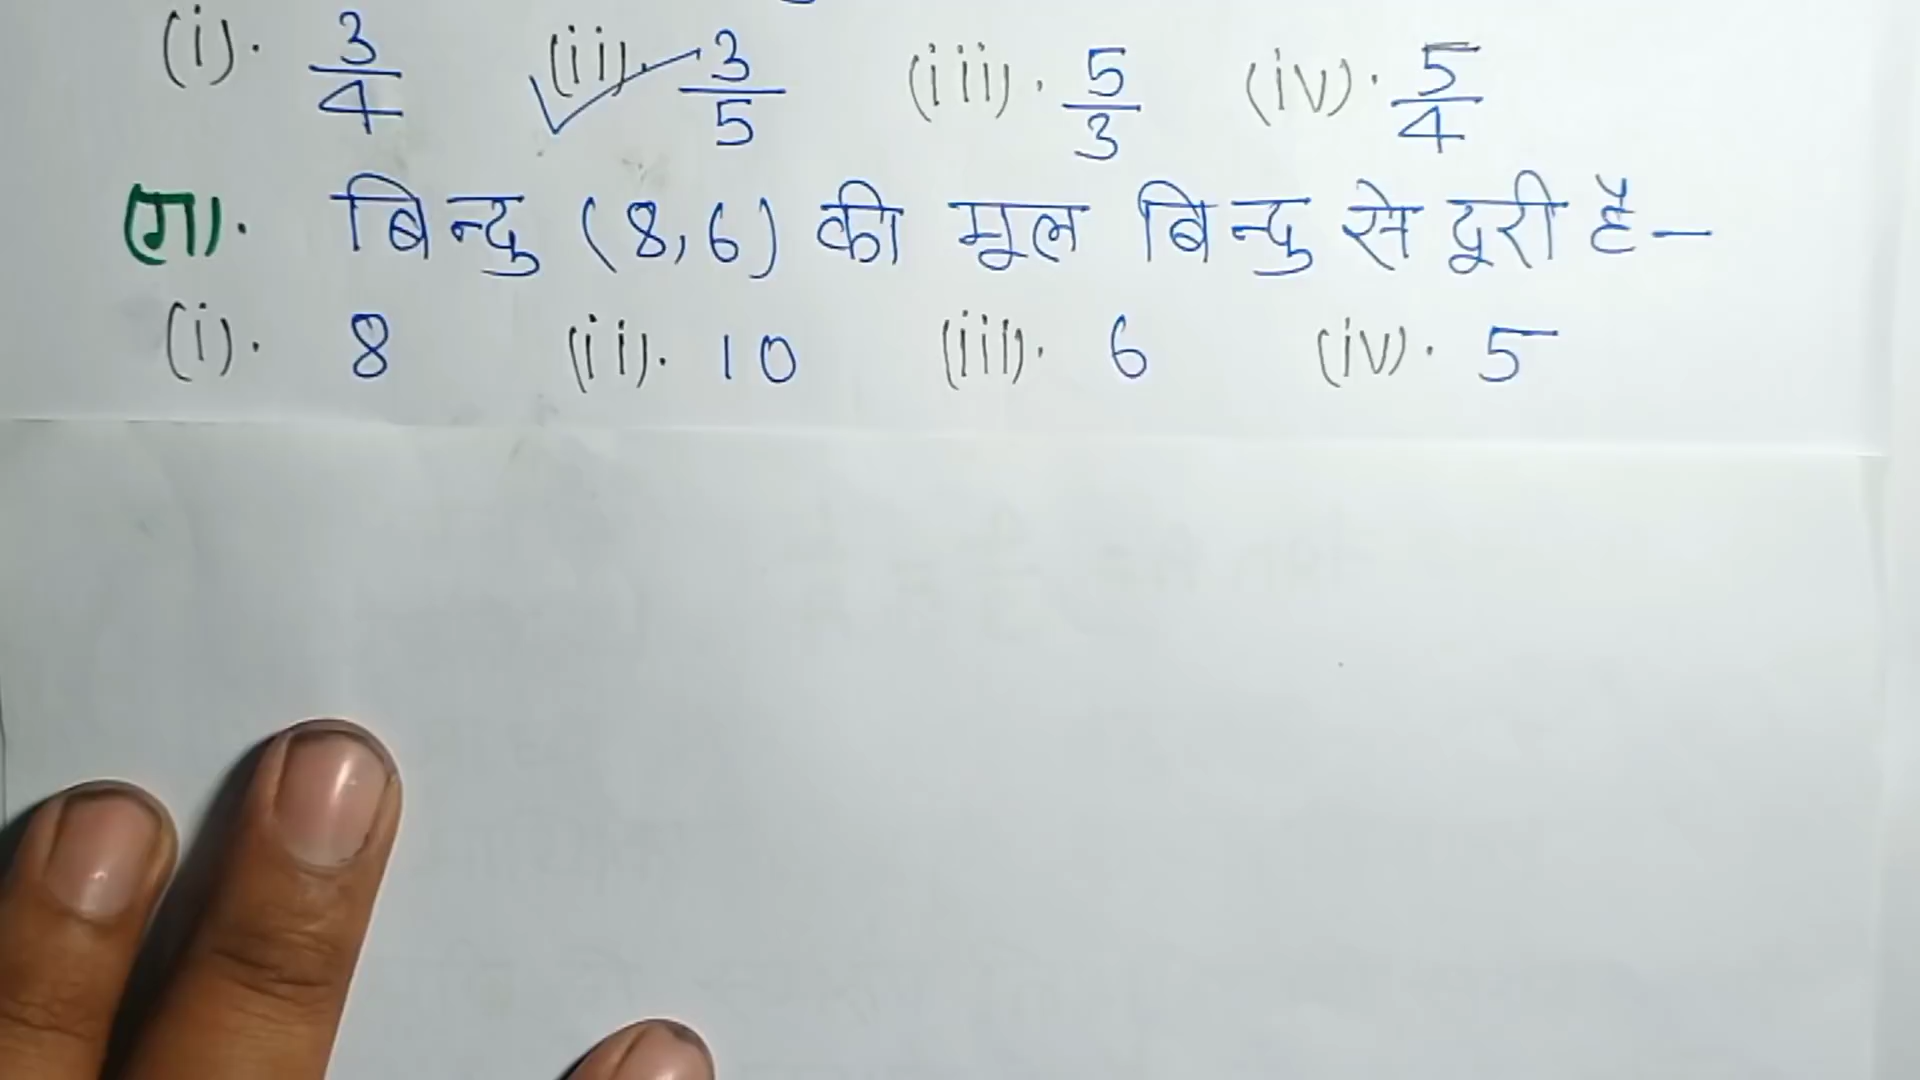 (i). 3/4 (ii). 3/5 (iii). 5/3 (iv). 5/4
(ग). बिन्दु (8,6) की मूल बिन्दु से दूरी है-
(i). 8 (ii). 10 (iii). 6 (iv). 5